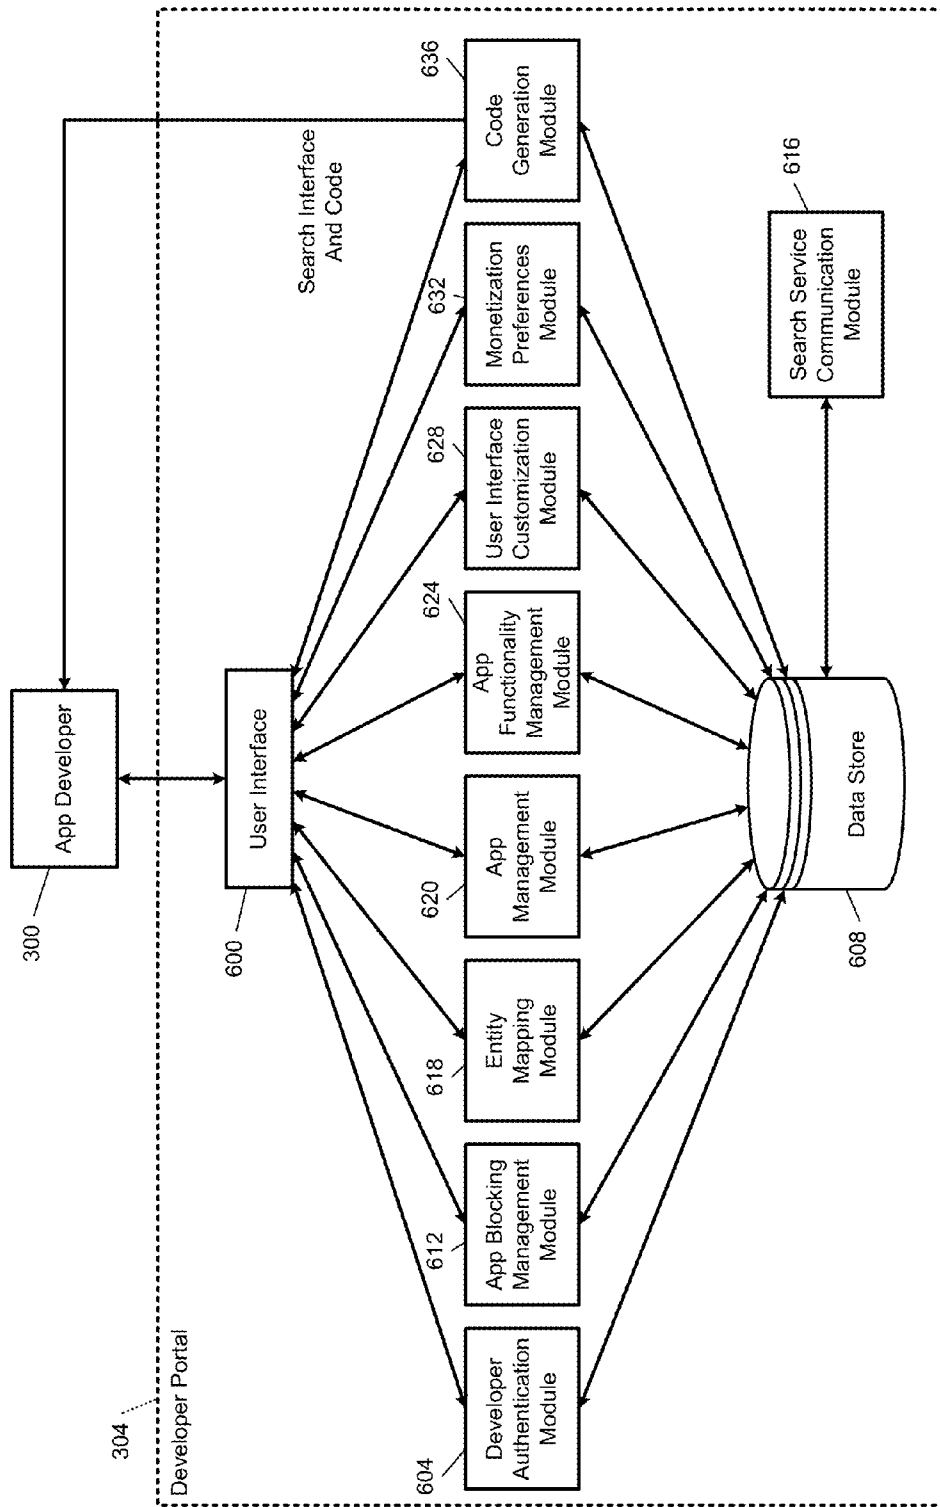 300
App Developer
304
Developer Portal
600
User Interface
Search Interface
And Code
604
Developer
Authentication
Module
612
App Blocking
Management
Module
618
Entity
Mapping
Module
620
App
Management
Module
624
App
Functionality
Management
Module
628
User Interface
Customization
Module
632
Monetization
Preferences
Module
636
Code
Generation
Module
608
Data Store
616
Search Service
Communication
Module